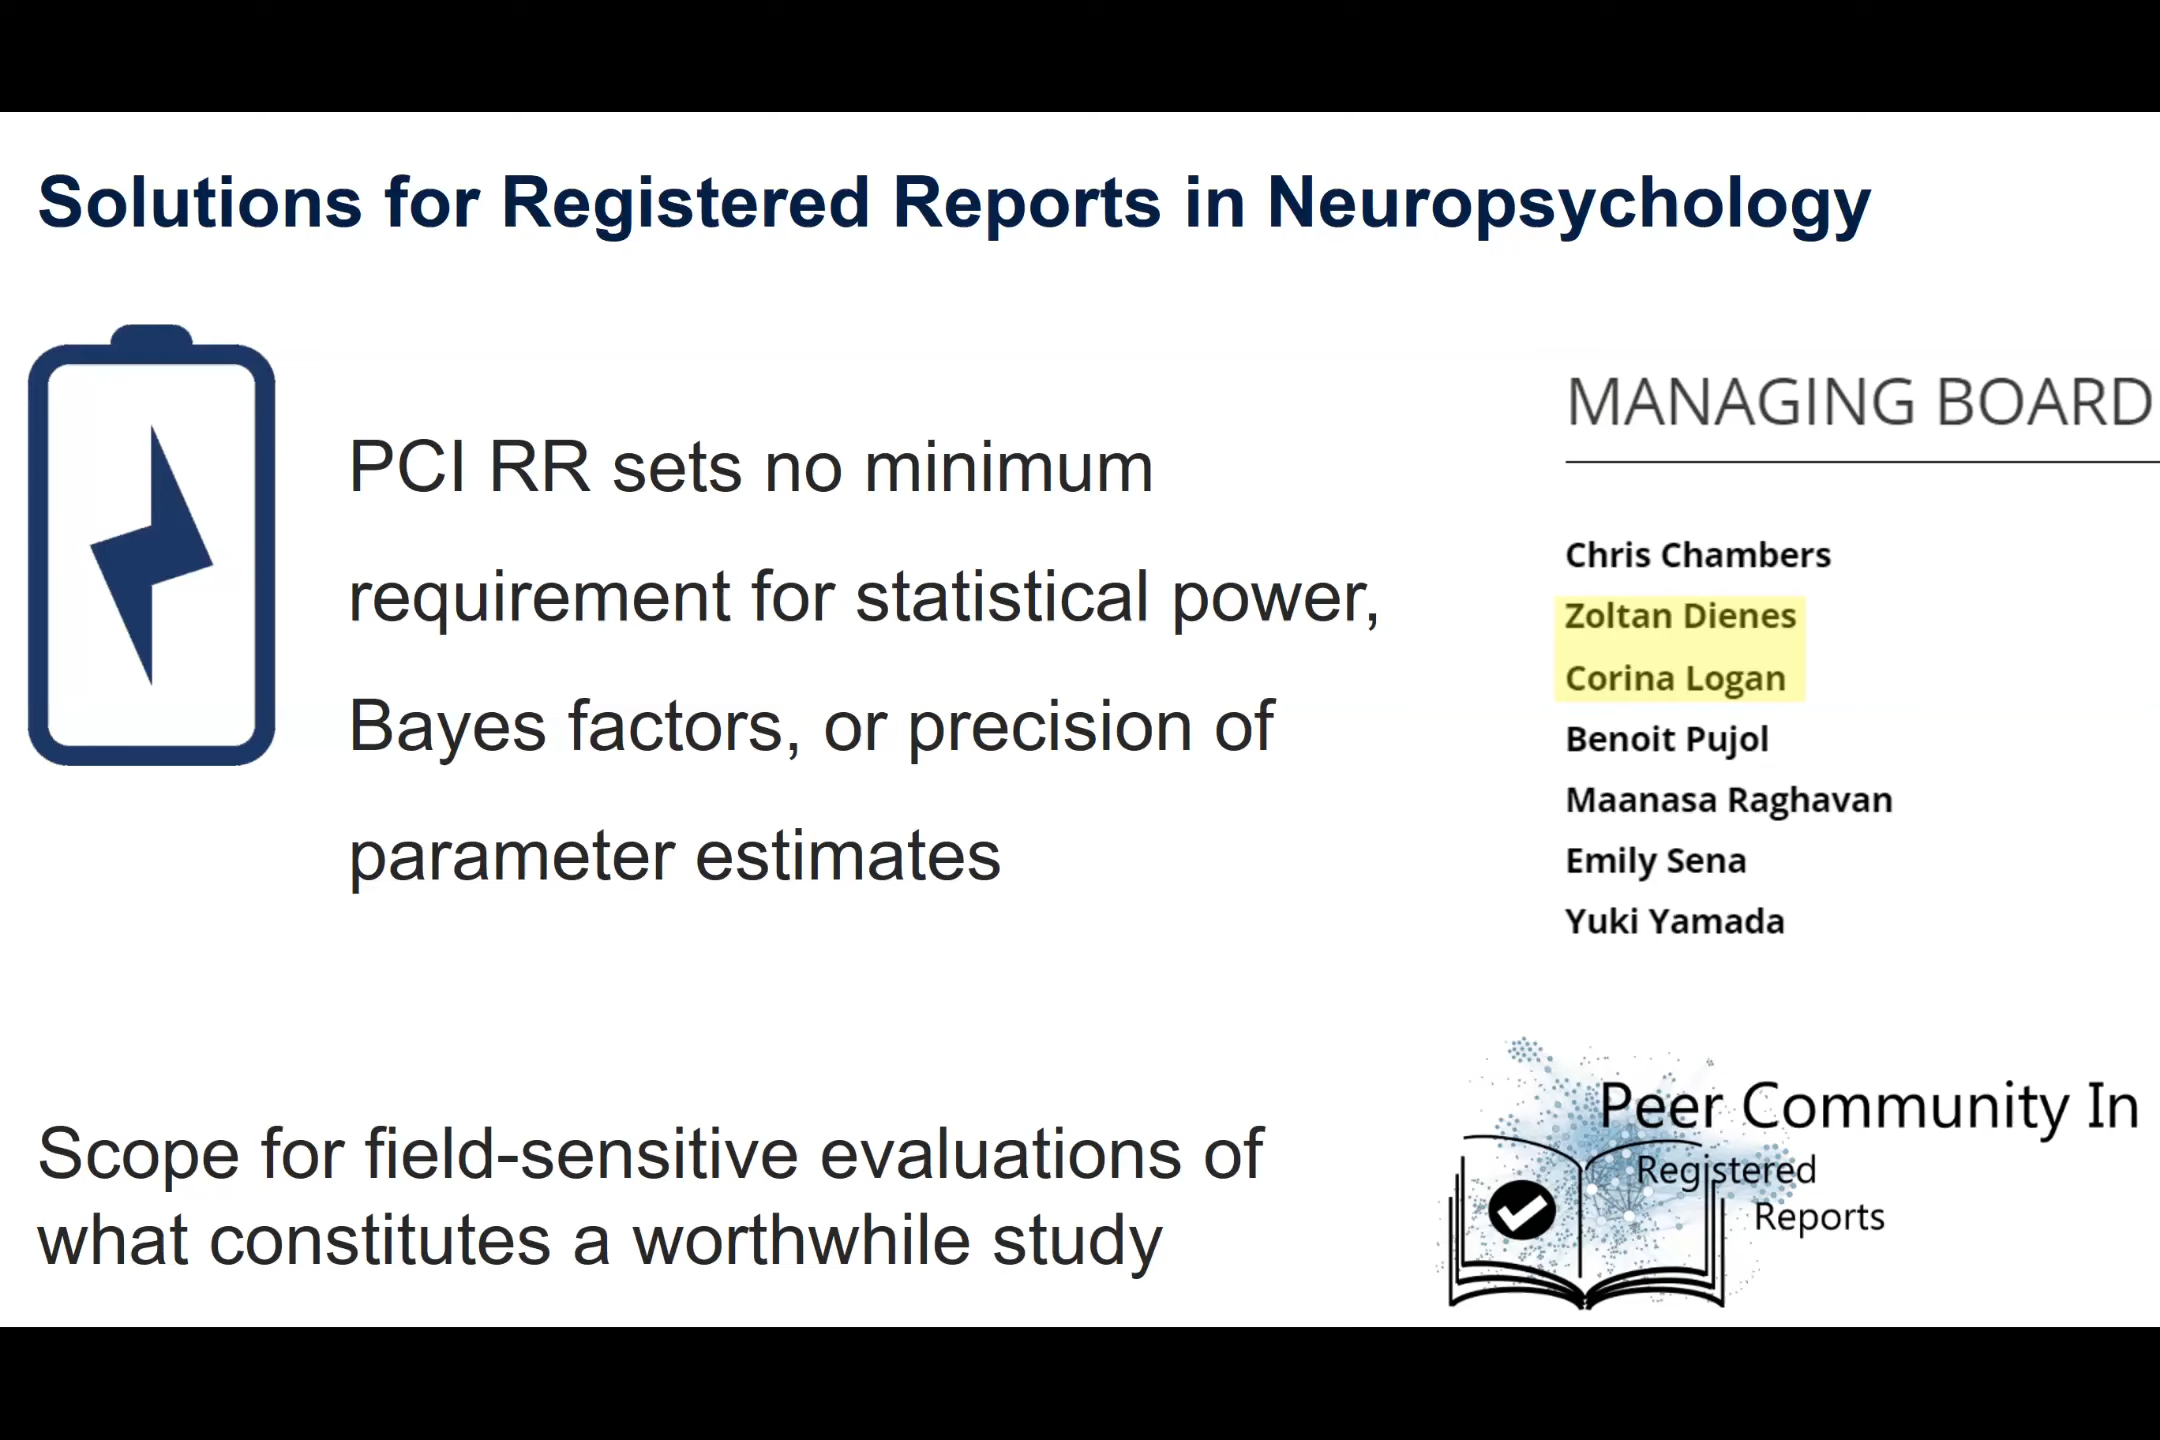 Solutions for Registered Reports in Neuropsychology
PCI RR sets no minimum
requirement for statistical power,
Bayes factors, or precision of
parameter estimates
MANAGING BOARD
Chris Chambers
Zoltan Dienes
Corina Logan
Benoit Pujol
Maanasa Raghavan
Emily Sena
Yuki Yamada
Scope for field-sensitive evaluations of
what constitutes a worthwhile study
Peer Community In
Registered
Reports